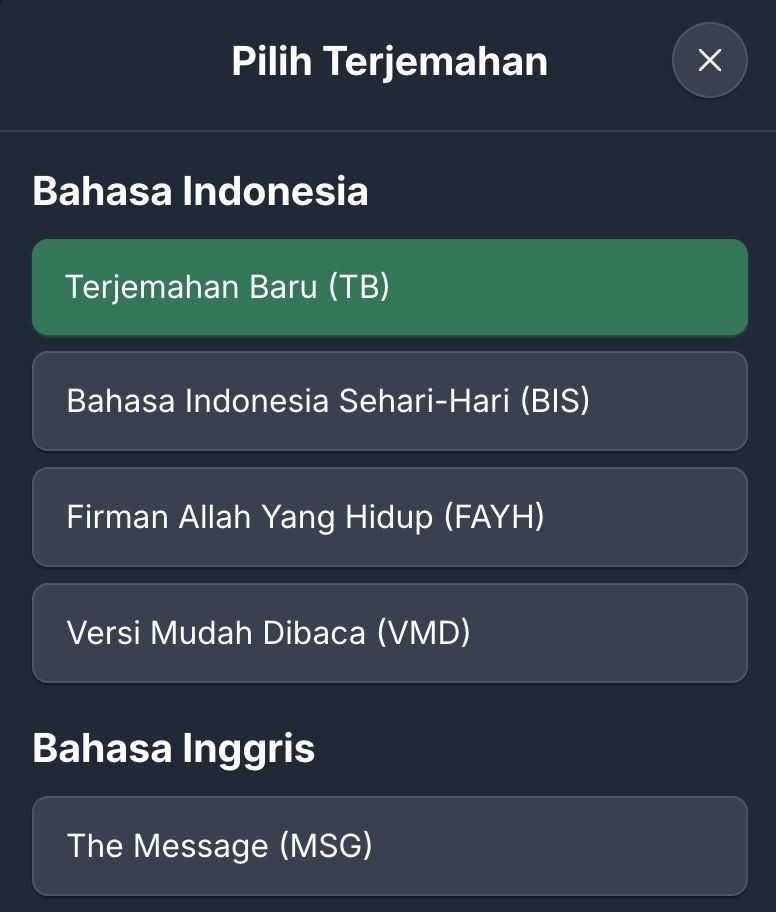 Pilih Terjemahan
Bahasa Indonesia
Terjemahan Baru (TB)
Bahasa Indonesia Sehari-Hari (BIS)
Firman Allah Yang Hidup (FAYH)
Versi Mudah Dibaca (VMD)
Bahasa Inggris
The Message (MSG)